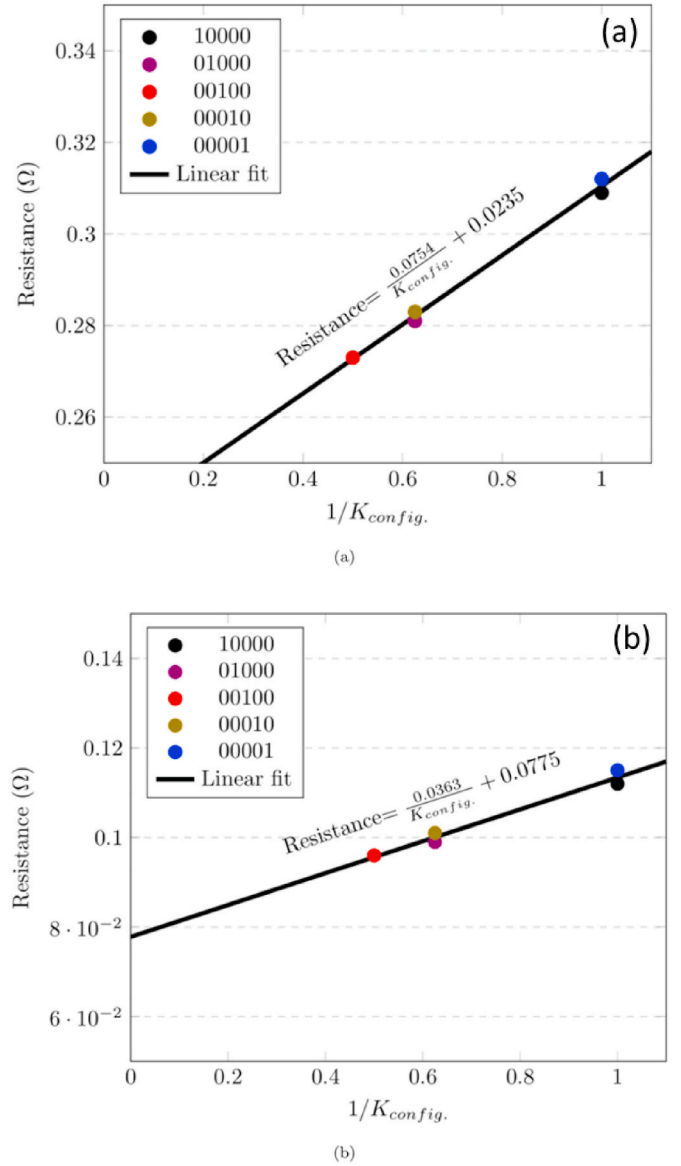 (a)
10000
01000
00100
00010
00001
Linear fit
0.34
0.32
0.3
0.28
0.26
Resistance (Ω)
Resistance= 0.0754/K_config. + 0.0235
0 0.2 0.4 0.6 0.8 1
1/K_config.
(a)
(b)
10000
01000
00100
00010
00001
Linear fit
0.14
0.12
0.1
8 · 10^−2
6 · 10^−2
Resistance (Ω)
Resistance= 0.0363/K_config. + 0.0775
0 0.2 0.4 0.6 0.8 1
1/K_config.
(b)